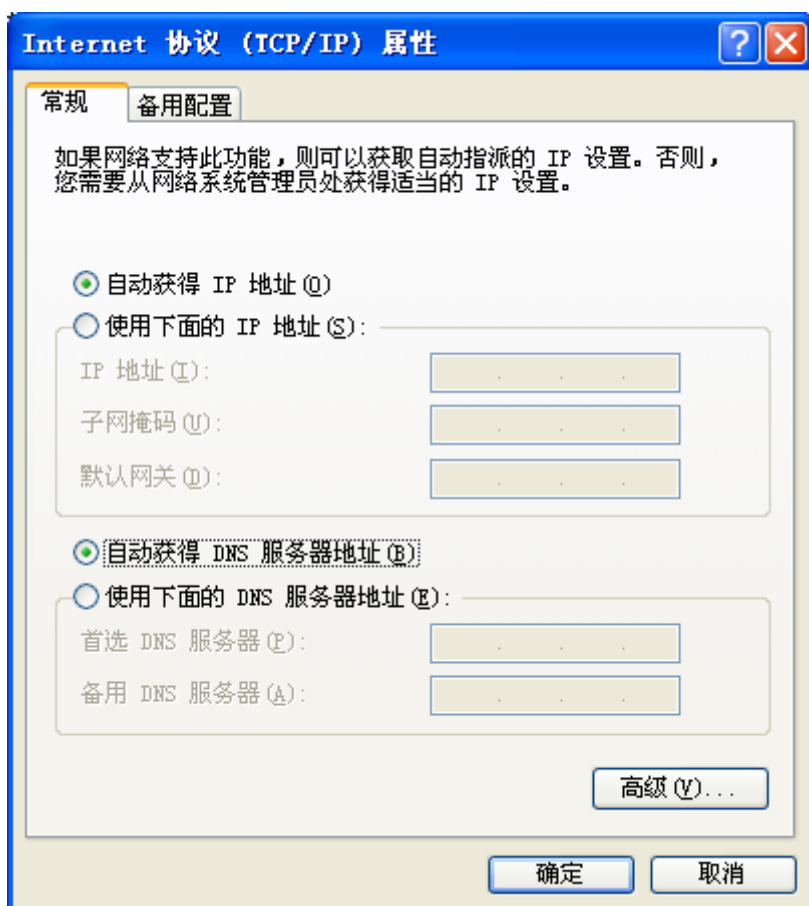 Internet 协议 (TCP/IP) 属性
常规
备用配置
如果网络支持此功能，则可以获取自动指派的 IP 设置。否则，
您需要从网络系统管理员处获得适当的 IP 设置。
自动获得 IP 地址(O)
使用下面的 IP 地址(S):
IP 地址(I):
子网掩码(U):
默认网关(D):
自动获得 DNS 服务器地址(B)
使用下面的 DNS 服务器地址(E):
首选 DNS 服务器(P):
备用 DNS 服务器(A):
高级(V)...
确定
取消